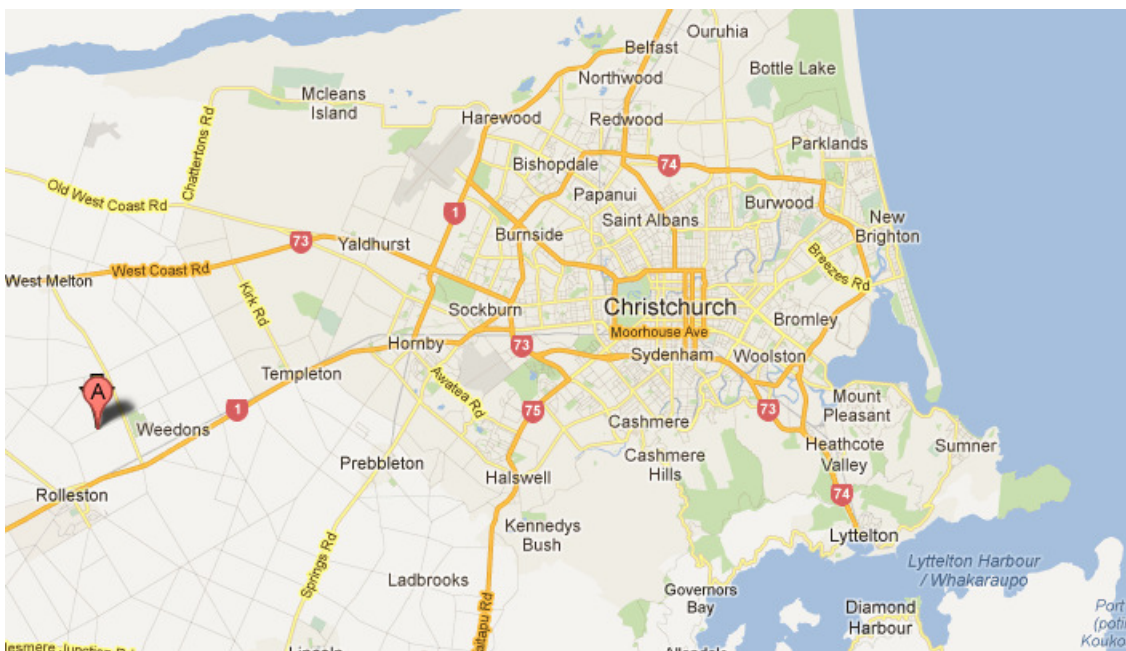 Ouruhia
Belfast
Northwood
Bottle Lake
Mcleans
Island
Harewood
Redwood
Chattertons Rd
Parklands
Bishopdale
74
Papanui
Old West Coast Rd
Burwood
1
Saint Albans
New
Brighton
73
Yaldhurst
Burnside
West Coast Rd
Breezes Rd
West Melton
Kirk Rd
Sockburn
Christchurch
Bromley
Moorhouse Ave
Hornby
73
Sydenham
Woolston
Templeton
Awatea Rd
A
Mount
Pleasant
1
75
73
Weedons
Cashmere
Heathcote
Valley
Sumner
Prebbleton
Cashmere
Hills
Halswell
Rolleston
74
Kennedys
Bush
Lyttelton
Springs Rd
Lyttelton Harbour
/ Whakaraupo
Ladbrooks
Governors
Bay
Diamond
Harbour
Port